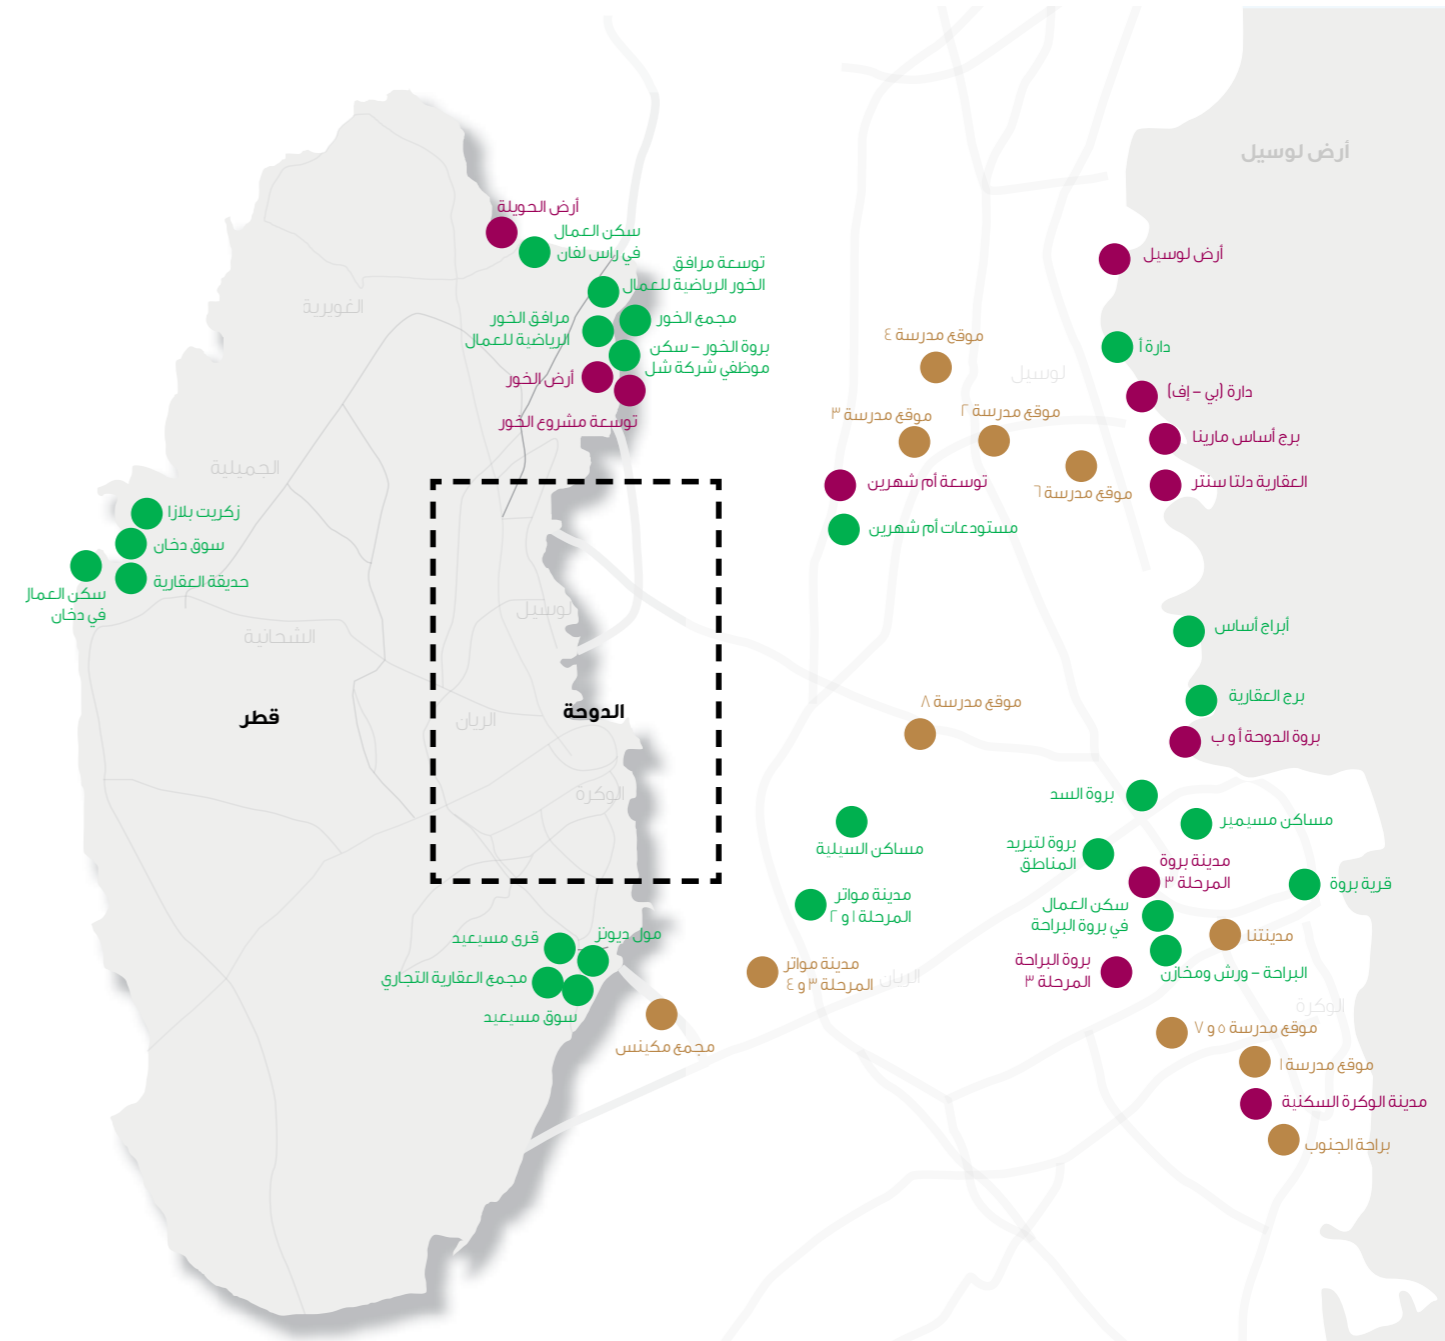 أرض لوسيل
أرض الحويلة
سكن العمال
في راس لفان
توسعة مرافق
الخور الرياضية للعمال
مجمع الخور
مرافق الخور
الرياضية للعمال
بروة الخور – سكن
موظفي شركة شل
أرض الخور
توسعة مشروع الخور
الغويرية
الجميلية
زكريت بلازا
سوق دخان
حديقة العقارية
سكن العمال
في دخان
الشحانية
لوسيل
قطر
الدوحة
الريان
الوكرة
قرى مسيعيد
مول ديونز
مجمع العقارية التجاري
سوق مسيعيد
مجمع مكينس
أرض لوسيل
دارة أ
دارة (بي – إف)
برج أساس مارينا
العقارية دلتا سنتر
موقع مدرسة ٤
لوسيل
موقع مدرسة ٢
موقع مدرسة ٣
موقع مدرسة ٦
توسعة أم شهرين
مستودعات أم شهرين
أبراج أساس
برج العقارية
بروة الدوحة أ و ب
موقع مدرسة ٨
بروة السد
مساكن مسيمير
مساكن السيلية
بروة لتبريد
المناطق
مدينة بروة
المرحلة ٣
قرية بروة
مدينة مواتر
المرحلة ١ و ٢
سكن العمال
في بروة البراحة
مدينتنا
البراحة – ورش ومخازن
بروة البراحة
المرحلة ٣
مدينة مواتر
المرحلة ٣ و ٤
الريان
الوكرة
موقع مدرسة ٥ و ٧
موقع مدرسة ١
مدينة الوكرة السكنية
براحة الجنوب